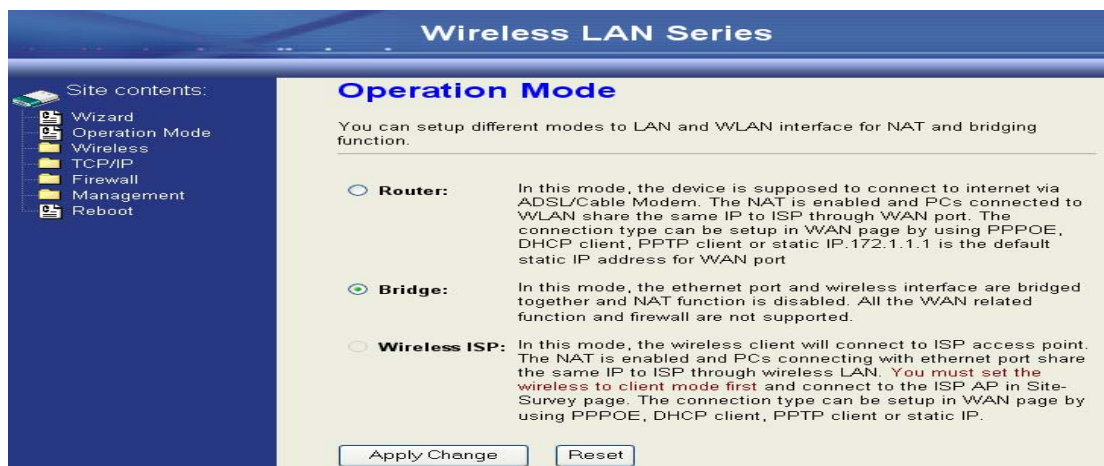 Wireless LAN Series
Site contents:
Wizard
Operation Mode
Wireless
TCP/IP
Firewall
Management
Reboot
Operation Mode
You can setup different modes to LAN and WLAN interface for NAT and bridging
function.
Router:
In this mode, the device is supposed to connect to internet via
ADSL/Cable Modem. The NAT is enabled and PCs connected to
WLAN share the same IP to ISP through WAN port. The
connection type can be setup in WAN page by using PPPOE,
DHCP client, PPTP client or static IP.172.1.1.1 is the default
static IP address for WAN port
Bridge:
In this mode, the ethernet port and wireless interface are bridged
together and NAT function is disabled. All the WAN related
function and firewall are not supported.
Wireless ISP:
In this mode, the wireless client will connect to ISP access point.
The NAT is enabled and PCs connecting with ethernet port share
the same IP to ISP through wireless LAN. You must set the
wireless to client mode first and connect to the ISP AP in Site-
Survey page. The connection type can be setup in WAN page by
using PPPOE, DHCP client, PPTP client or static IP.
Apply Change
Reset